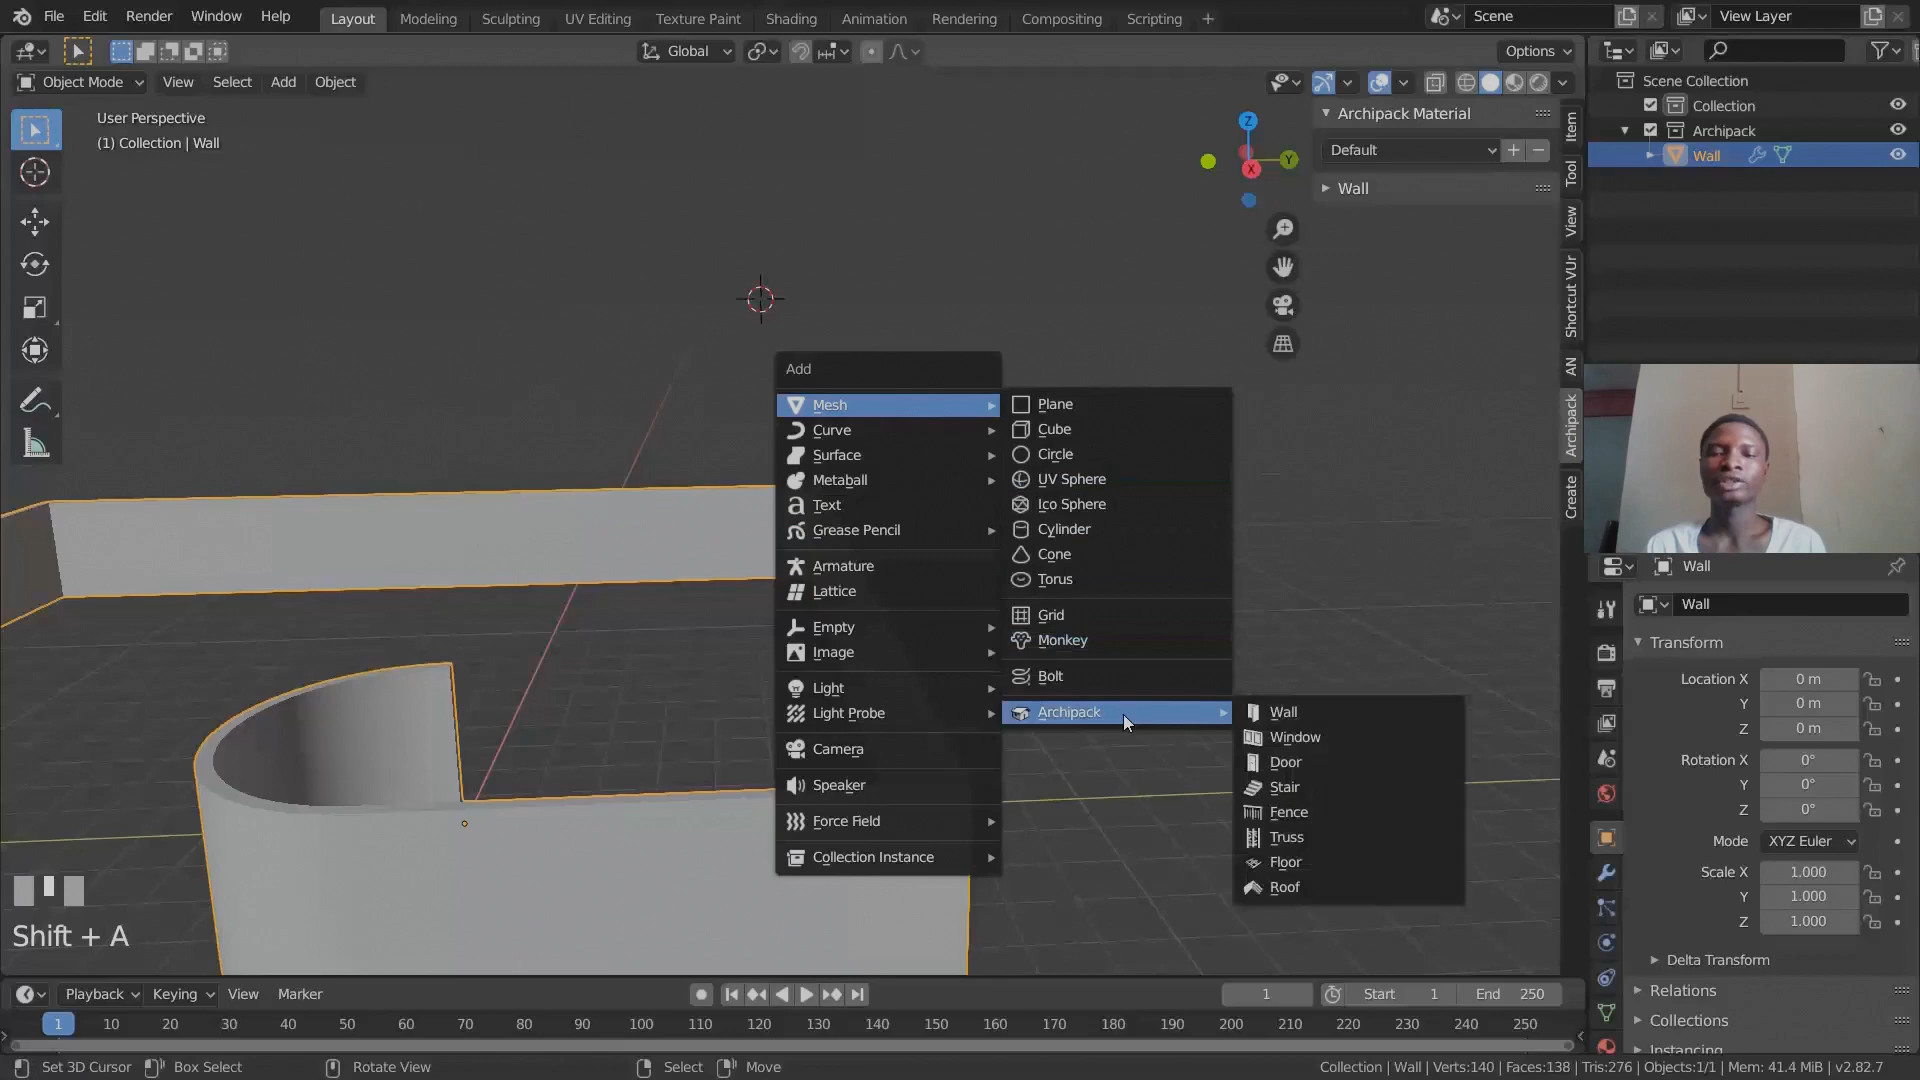 File Edit Render Window Help Layout Modeling Sculpting UV Editing Texture Paint Shading Animation Rendering Compositing Scripting + Scene View Layer
Global Options
Object Mode View Select Add Object
User Perspective
(1) Collection | Wall
Z
Y
X
Archipack Material
Default
Wall
Item
Tool
View
Shortcut VUr
AN
Archipack
Create
Scene Collection
Collection
Archipack
Wall
Add
Mesh
Curve
Surface
Metaball
Text
Grease Pencil
Armature
Lattice
Empty
Image
Light
Light Probe
Camera
Speaker
Force Field
Collection Instance
Plane
Cube
Circle
UV Sphere
Ico Sphere
Cylinder
Cone
Torus
Grid
Monkey
Bolt
Archipack
Wall
Window
Door
Stair
Fence
Truss
Floor
Roof
Shift + A
Wall
Wall
Transform
Location X 0 m
Y 0 m
Z 0 m
Rotation X 0°
Y 0°
Z 0°
Mode XYZ Euler
Scale X 1.000
Y 1.000
Z 1.000
Delta Transform
Relations
Collections
Instancing
Playback Keying View Marker 1 Start 1 End 250
1 10 20 30 40 50 60 70 80 90 100 110 120 130 140 150 160 170 180 190 200 210 220 230 240 250
Set 3D Cursor Box Select Rotate View Select Move Collection | Wall | Verts:140 | Faces:138 | Tris:276 | Objects:1/1 | Mem: 41.4 MiB | v2.82.7